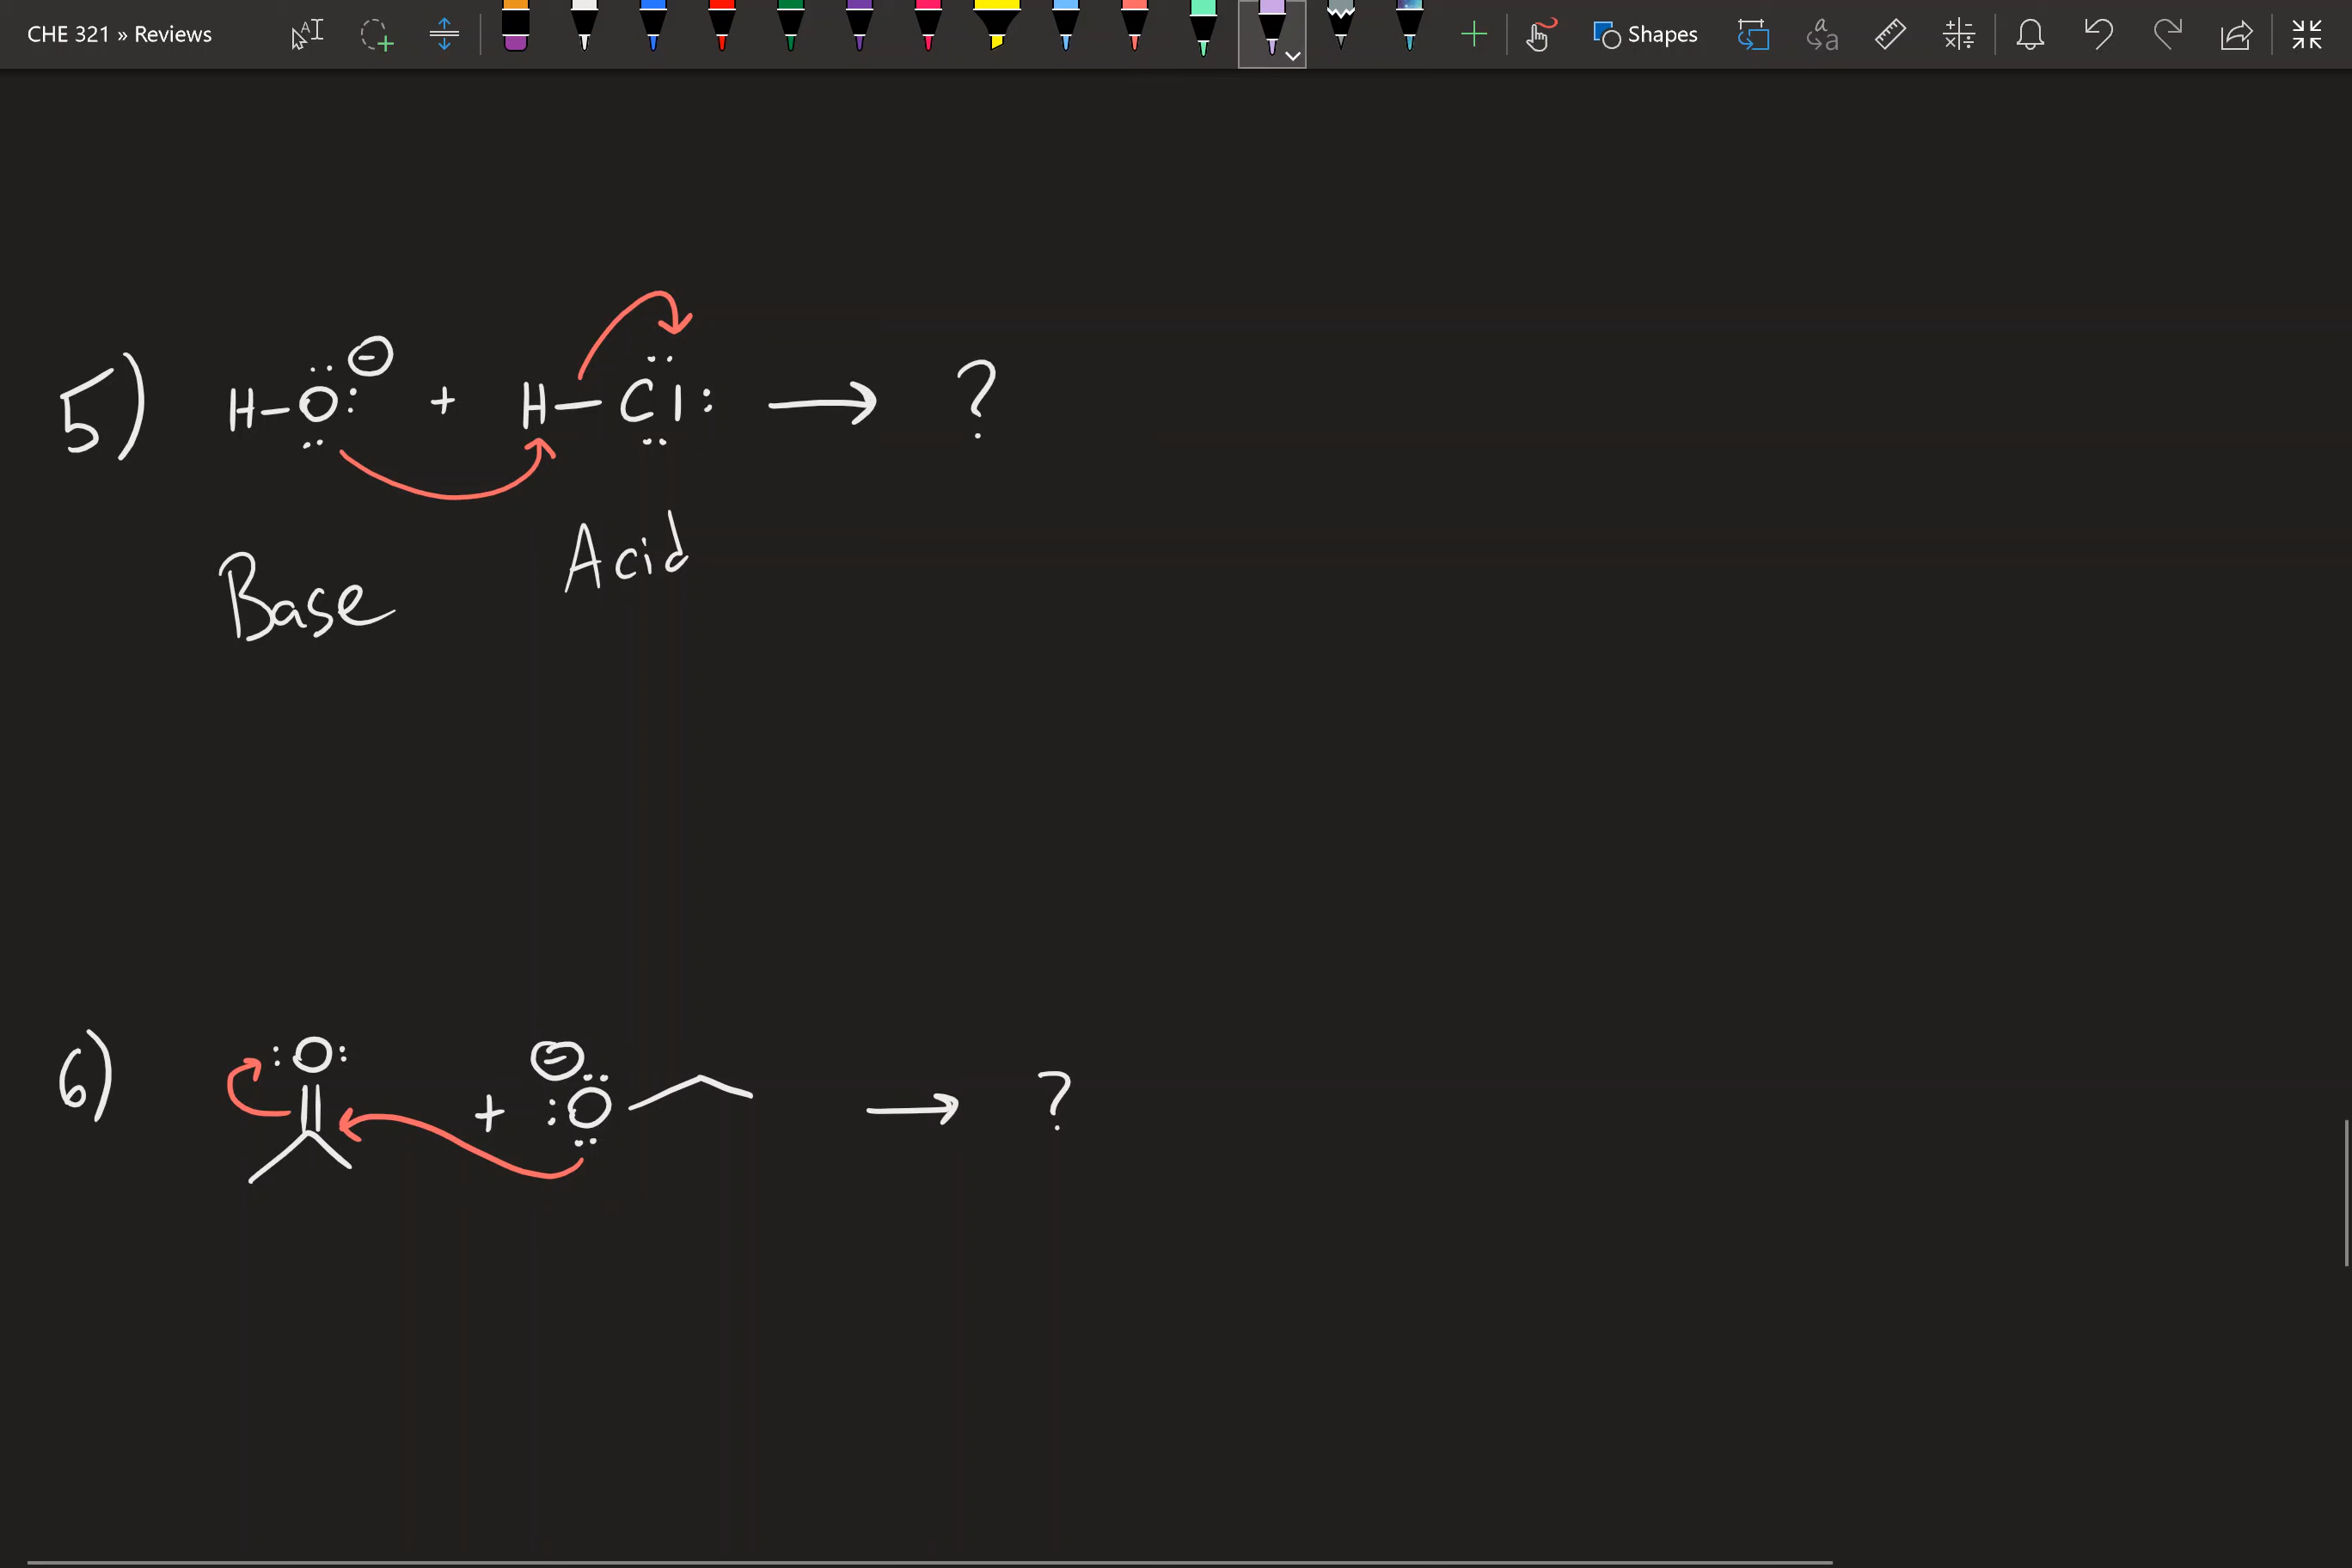 CHE 321 » Reviews
Shapes
5) H–O:⊖ + H–Cl: → ?
Base
Acid
6) :O: + ⊖ :O → ?